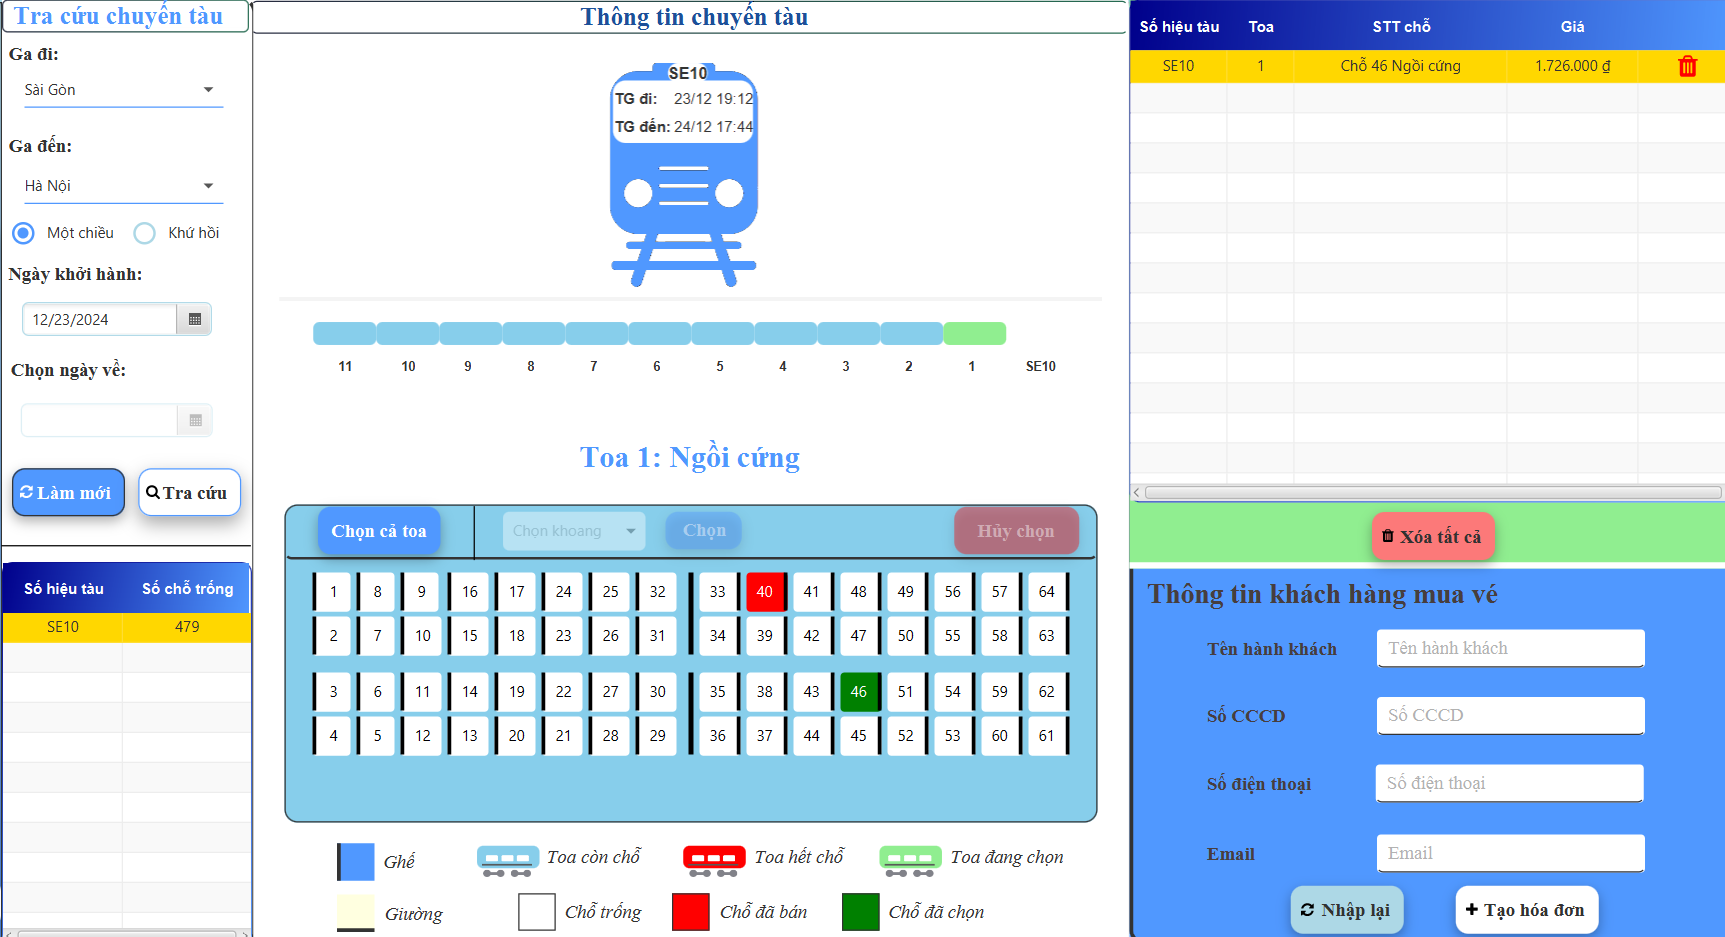 Tra cứu chuyến tàu
Ga đi:
Sài Gòn
Ga đến:
Hà Nội
Một chiều Khứ hồi
Ngày khởi hành:
12/23/2024
Chọn ngày về:
Làm mới Tra cứu
Số hiệu tàu Số chỗ trống
SE10 479
Thông tin chuyến tàu
SE10
TG đi: 23/12 19:12
TG đến: 24/12 17:44
11 10 9 8 7 6 5 4 3 2 1 SE10
Toa 1: Ngồi cứng
Chọn cả toa Chọn khoang Chọn Hủy chọn
1 8 9 16 17 24 25 32 33 40 41 48 49 56 57 64
2 7 10 15 18 23 26 31 34 39 42 47 50 55 58 63
3 6 11 14 19 22 27 30 35 38 43 46 51 54 59 62
4 5 12 13 20 21 28 29 36 37 44 45 52 53 60 61
Ghế Toa còn chỗ Toa hết chỗ Toa đang chọn
Giường Chỗ trống Chỗ đã bán Chỗ đã chọn
Số hiệu tàu Toa STT chỗ Giá
SE10 1 Chỗ 46 Ngồi cứng 1.726.000 ₫
Xóa tất cả
Thông tin khách hàng mua vé
Tên hành khách Tên hành khách
Số CCCD Số CCCD
Số điện thoại Số điện thoại
Email Email
Nhập lại Tạo hóa đơn